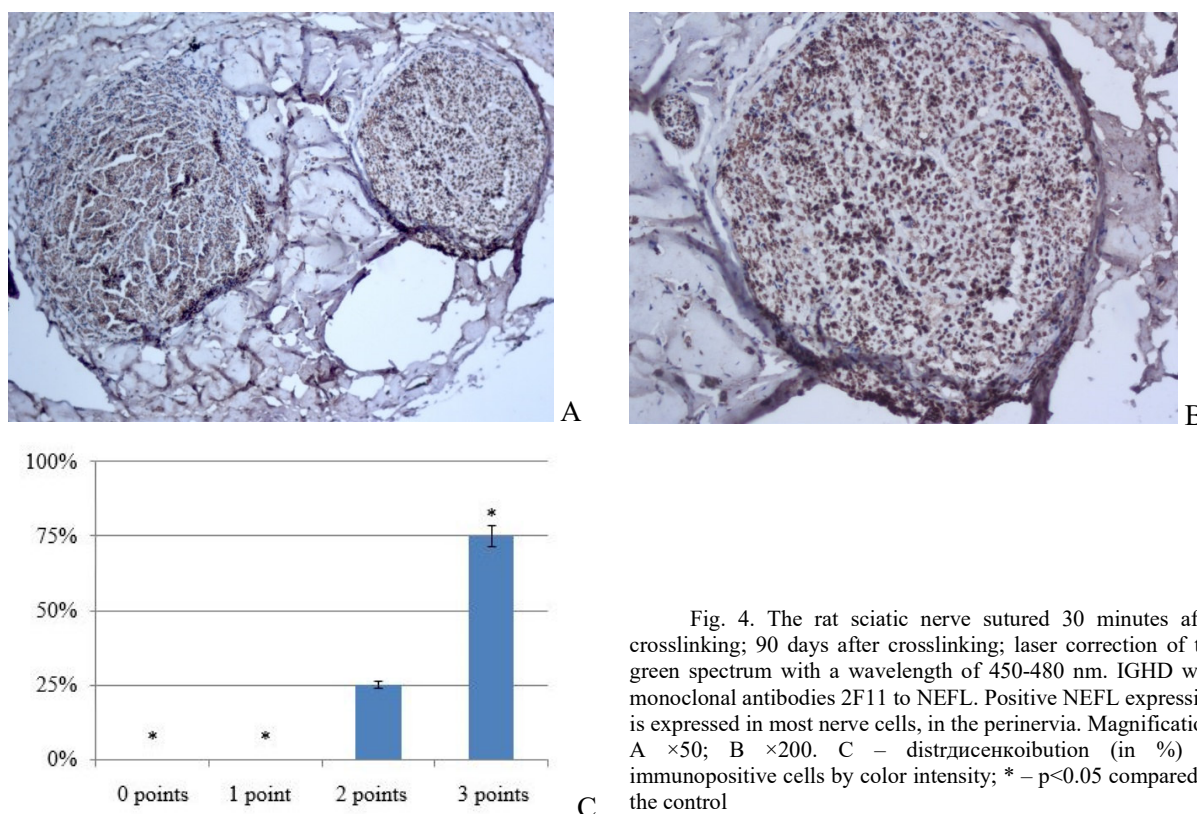 A
B
100%
75%
50%
25%
0%
*
*
*
0 points
1 point
2 points
3 points
C
Fig. 4. The rat sciatic nerve sutured 30 minutes af
crosslinking; 90 days after crosslinking; laser correction of t
green spectrum with a wavelength of 450-480 nm. IGHD w
monoclonal antibodies 2F11 to NEFL. Positive NEFL expressi
is expressed in most nerve cells, in the perinervia. Magnificatio
A ×50; B ×200. C – distrдисенкоibution (in %)
immunopositive cells by color intensity; * – p<0.05 compared
the control